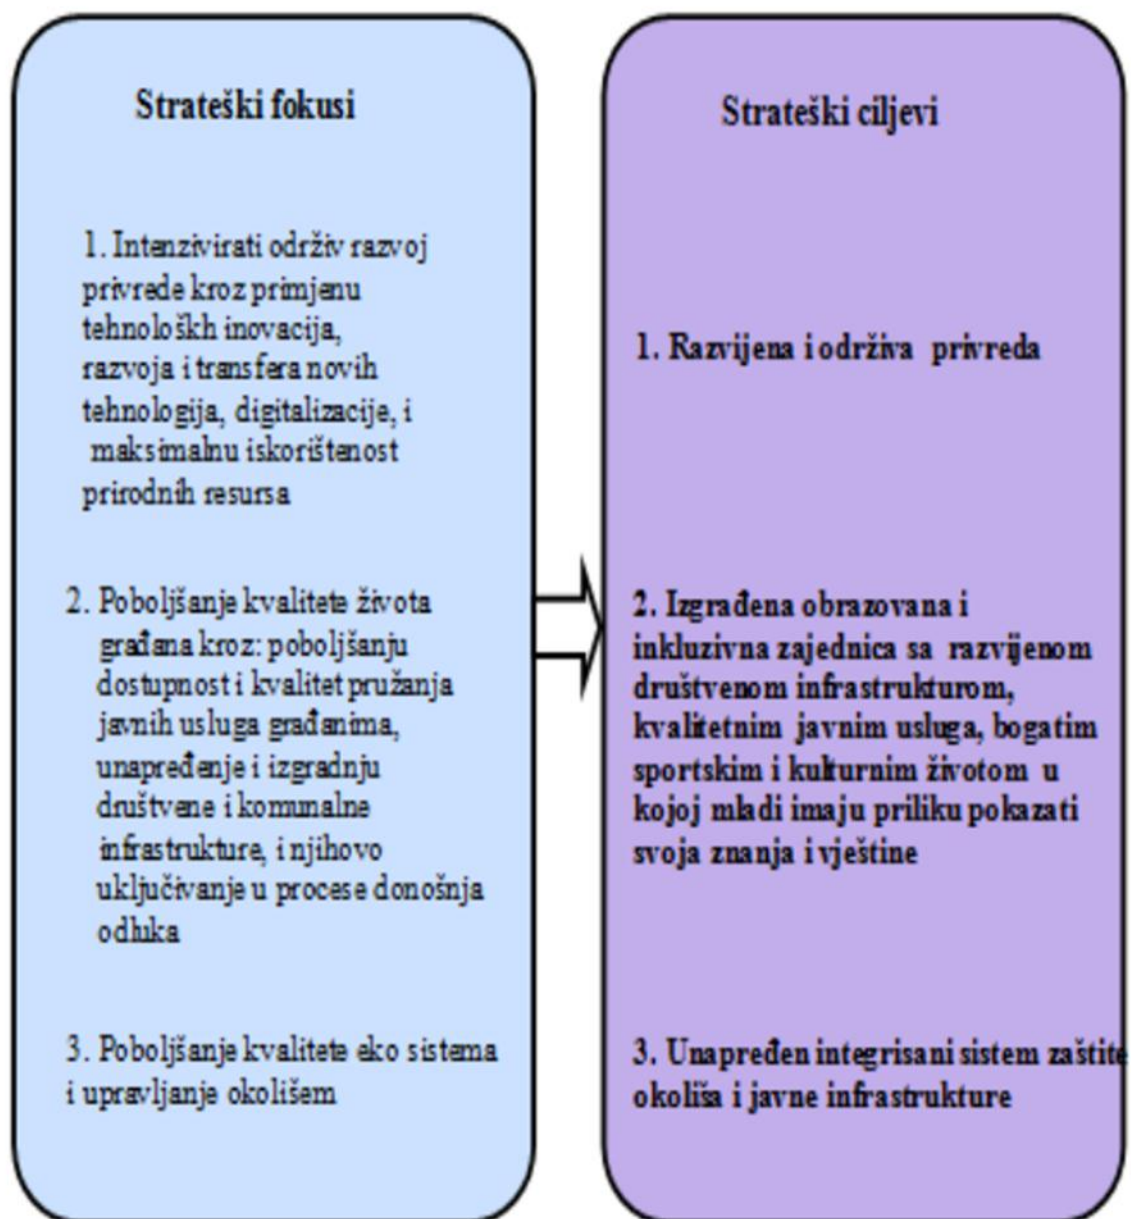 Strateški fokusi
1. Intenzivirati održiv razvoj
privrede kroz primjenu
tehnološkh inovacija,
razvoja i transfera novih
tehnologija, digitalizacije, i
maksimalnu iskorištenost
prirodnih resursa
2. Poboljšanje kvalitete života
građana kroz: poboljšanju
dostupnost i kvalitet pružanja
javnih usluga građanima,
unapređenje i izgradnju
društvene i komunalne
infrastrukture, i njihovo
uključivanje u procese donošnja
odluka
3. Poboljšanje kvalitete eko sistema
i upravljanje okolišem
Strateški ciljevi
1. Razvijena i održiva privreda
2. Izgrađena obrazovana i
inkluzivna zajednica sa razvijenom
društvenom infrastrukturom,
kvalitetnim javnim usluga, bogatim
sportskim i kulturnim životom u
kojoj mladi imaju priliku pokazati
svoja znanja i vještine
3. Unapređen integrisani sistem zaštite
okoliša i javne infrastrukture